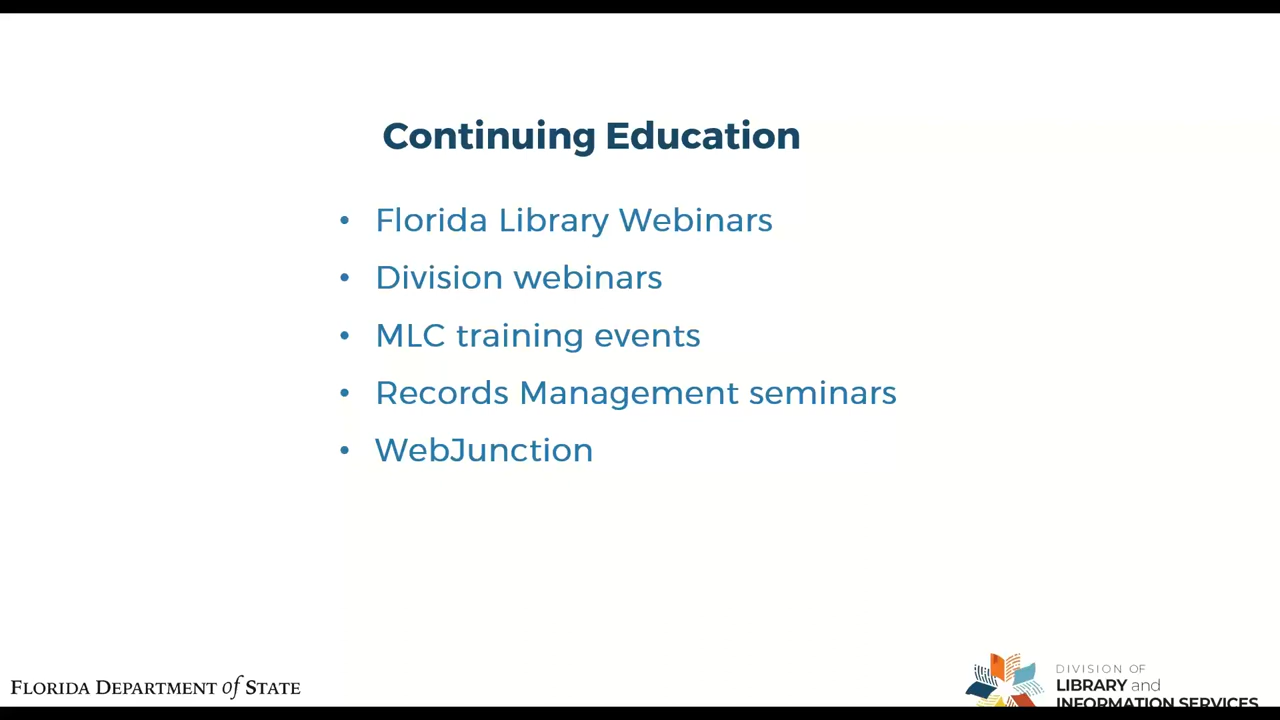 Continuing Education
• Florida Library Webinars
• Division webinars
• MLC training events
• Records Management seminars
• WebJunction
FLORIDA DEPARTMENT of STATE
DIVISION OF
LIBRARY and
INFORMATION SERVICES